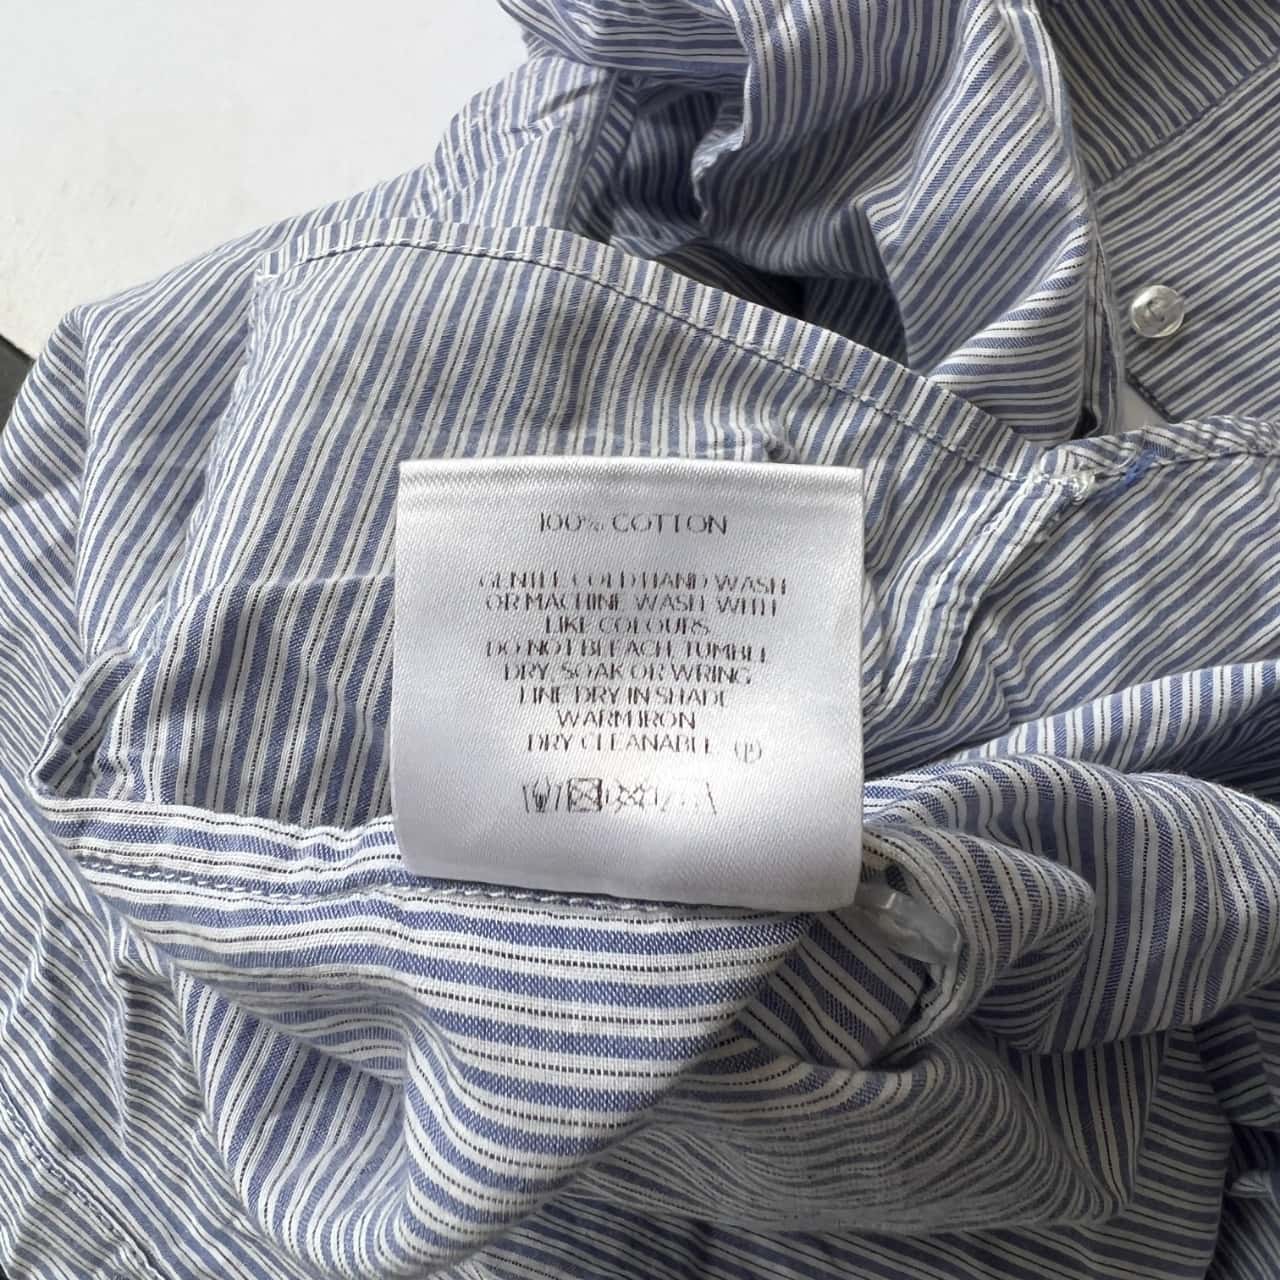 100% COTTON
GENTLE COLD HAND WASH
OR MACHINE WASH WITH
LIKE COLOURS
DO NOT BLEACH, TUMBLE
DRY, SOAK OR WRING
LINE DRY IN SHADE
WARM IRON
DRY CLEANABLE (P)